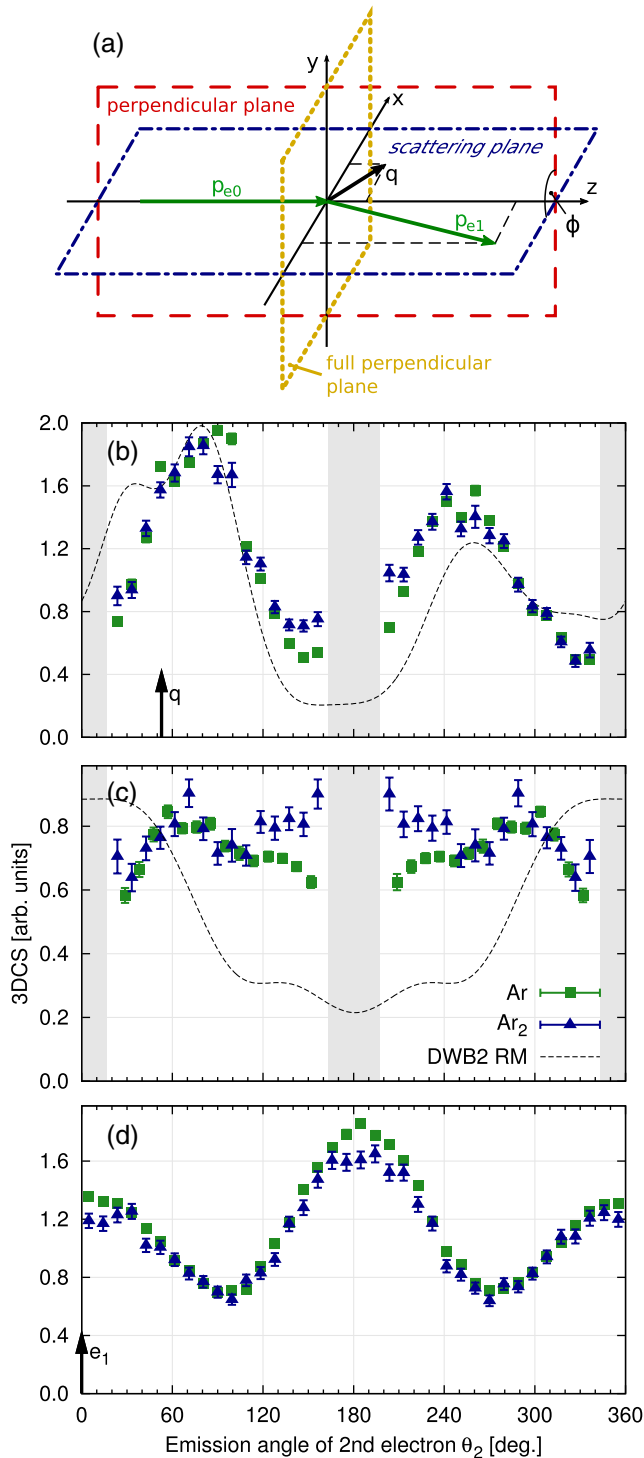 (a)
y
x
perpendicular plane
scattering plane
q
p_e0
z
p_e1
ϕ
full perpendicular
plane
2.0
(b)
1.6
1.2
0.8
0.4
q
0.0
(c)
0.8
0.6
0.4
Ar
Ar₂
0.2
DWB2 RM
0.0
3DCS [arb. units]
(d)
1.6
1.2
0.8
0.4
e₁
0.0
0 60 120 180 240 300 360
Emission angle of 2nd electron θ₂ [deg.]